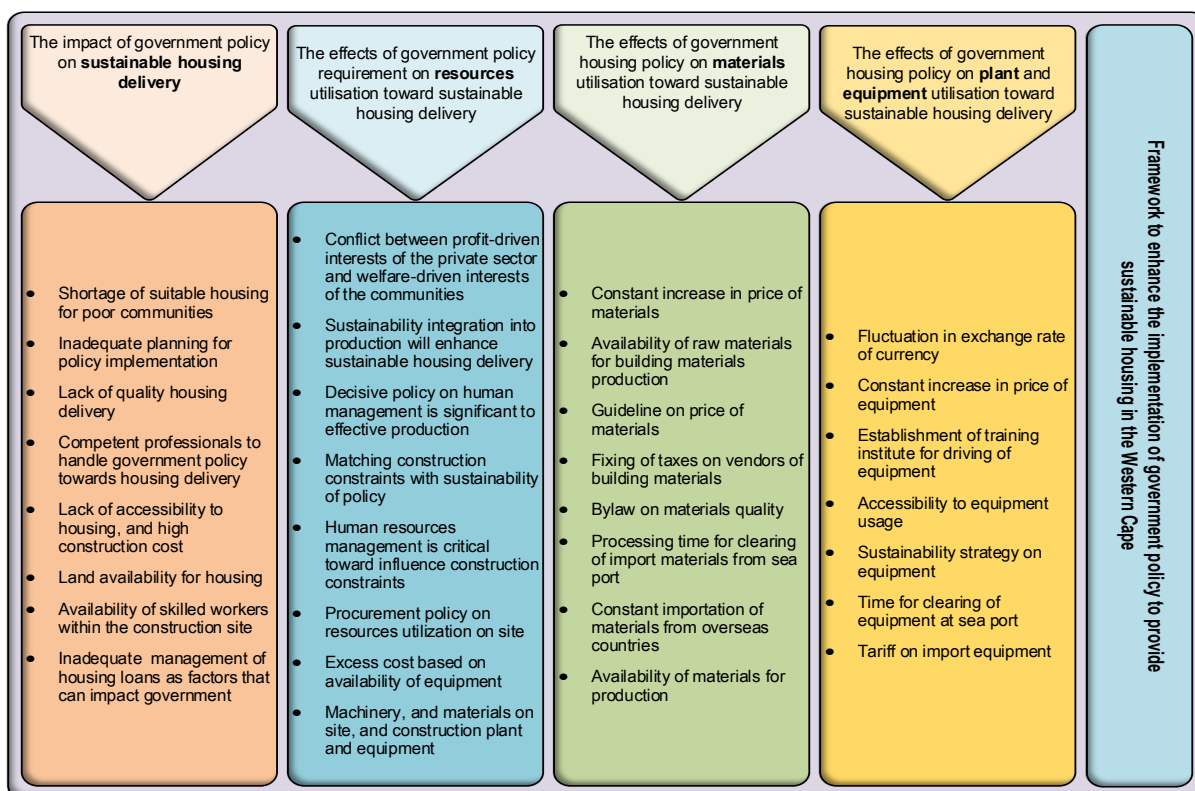 The impact of government policy
on sustainable housing
delivery
The effects of government policy
requirement on resources
utilisation toward sustainable
housing delivery
The effects of government
housing policy on materials
utilisation toward sustainable
housing delivery
The effects of government
housing policy on plant and
equipment utilisation toward
sustainable housing delivery
• Shortage of suitable housing
for poor communities
• Inadequate planning for
policy implementation
• Lack of quality housing
delivery
• Competent professionals to
handle government policy
towards housing delivery
• Lack of accessibility to
housing, and high
construction cost
• Land availability for housing
• Availability of skilled workers
within the construction site
• Inadequate management of
housing loans as factors that
can impact government
• Conflict between profit-driven
interests of the private sector
and welfare-driven interests
of the communities
• Sustainability integration into
production will enhance
sustainable housing delivery
• Decisive policy on human
management is significant to
effective production
• Matching construction
constraints with sustainability
of policy
• Human resources
management is critical
toward influence construction
constraints
• Procurement policy on
resources utilization on site
• Excess cost based on
availability of equipment
• Machinery, and materials on
site, and construction plant
and equipment
• Constant increase in price of
materials
• Availability of raw materials
for building materials
production
• Guideline on price of
materials
• Fixing of taxes on vendors of
building materials
• Bylaw on materials quality
• Processing time for clearing
of import materials from sea
port
• Constant importation of
materials from overseas
countries
• Availability of materials for
production
• Fluctuation in exchange rate
of currency
• Constant increase in price of
equipment
• Establishment of training
institute for driving of
equipment
• Accessibility to equipment
usage
• Sustainability strategy on
equipment
• Time for clearing of
equipment at sea port
• Tariff on import equipment
Framework to enhance the implementation of government policy to provide
sustainable housing in the Western Cape